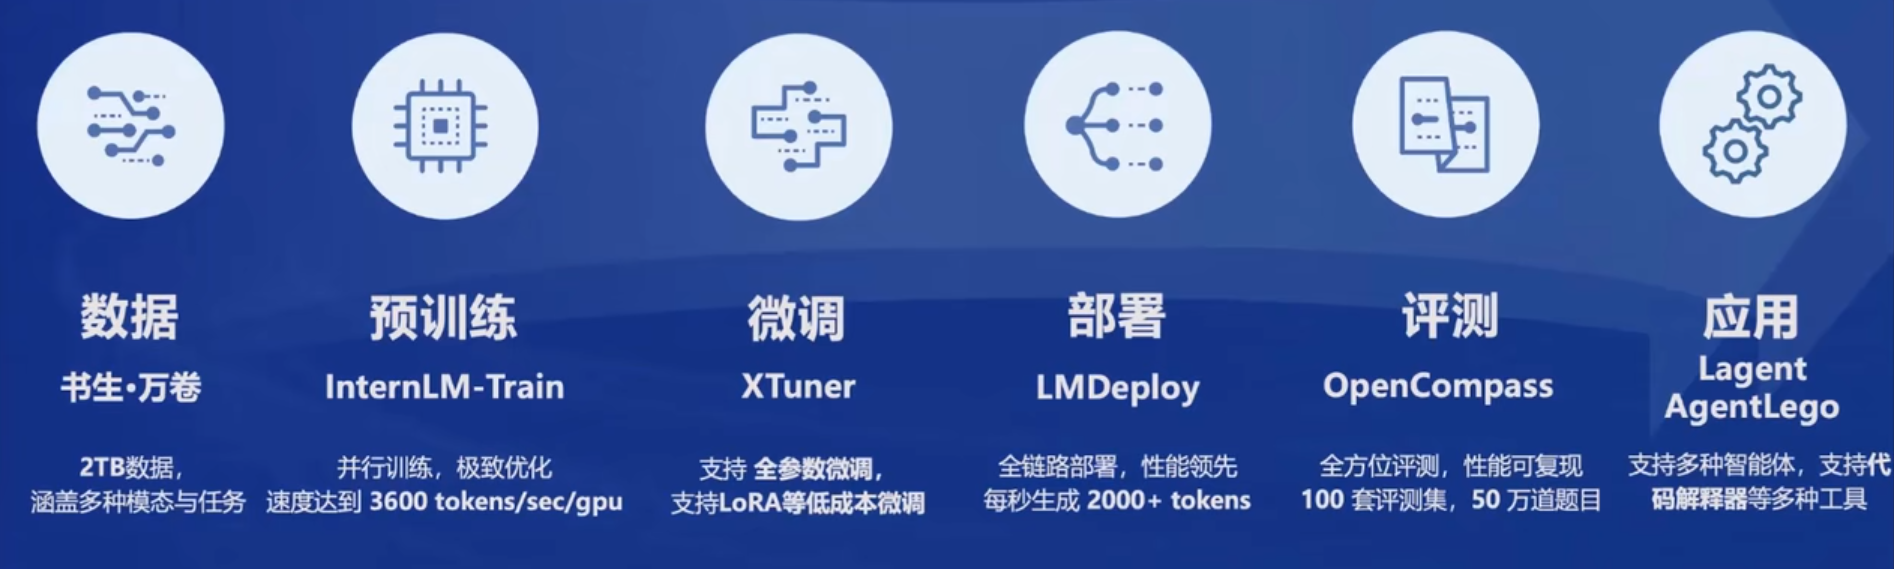 数据
书生·万卷
2TB数据，
涵盖多种模态与任务
预训练
InternLM-Train
并行训练，极致优化
速度达到 3600 tokens/sec/gpu
微调
XTuner
支持 全参数微调，
支持LoRA等低成本微调
部署
LMDeploy
全链路部署，性能领先
每秒生成 2000+ tokens
评测
OpenCompass
全方位评测，性能可复现
100 套评测集，50 万道题目
应用
Lagent
AgentLego
支持多种智能体，支持代
码解释器等多种工具